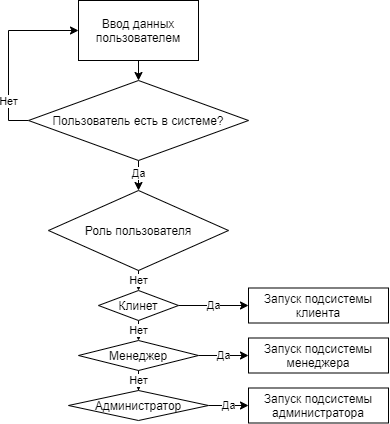 Ввод данных
пользователем
Нет
Пользователь есть в системе?
Да
Роль пользователя
Нет
Клинет
Да
Запуск подсистемы
клиента
Нет
Менеджер
Да
Запуск подсистемы
менеджера
Нет
Администратор
Да
Запуск подсистемы
администратора